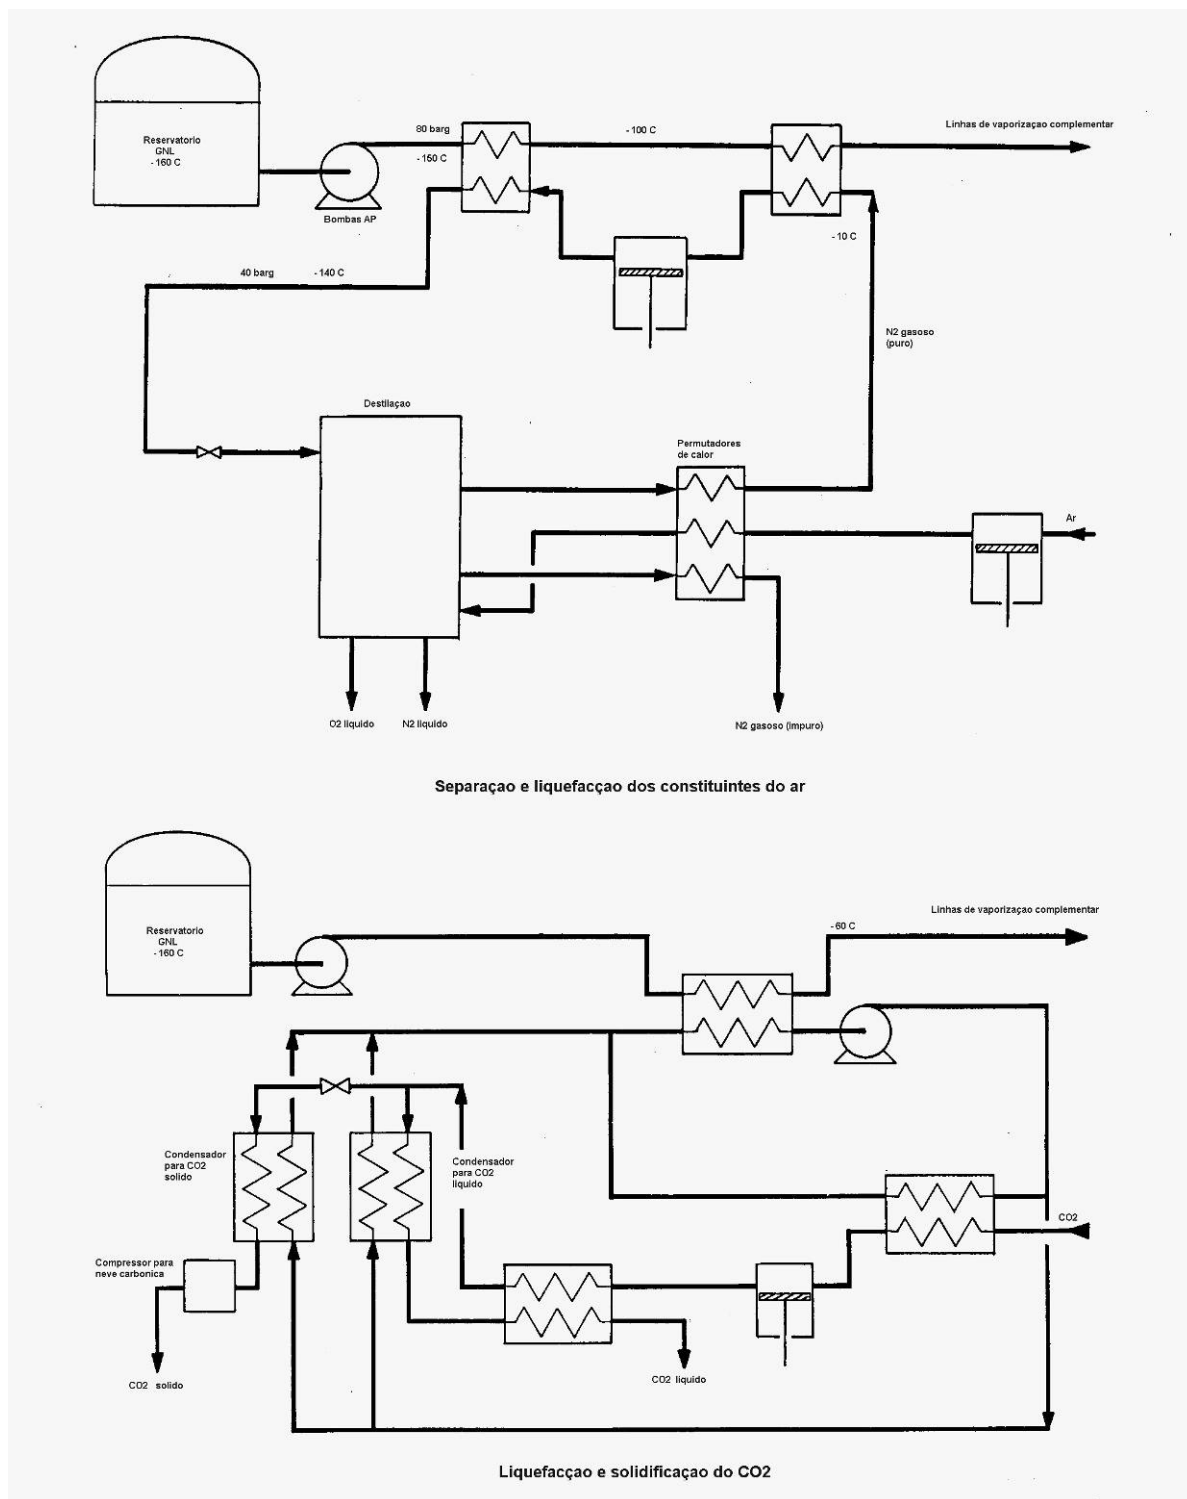 Reservatorio
GNL
- 160 C
Bombas AP
80 barg
- 150 C
- 100 C
Linhas de vaporizaçao complementar
- 10 C
40 barg - 140 C
N2 gasoso
(puro)
Destilaçao
Permutadores
de calor
Ar
O2 liquido
N2 liquido
N2 gasoso (impuro)
Separaçao e liquefacçao dos constituintes do ar
Reservatorio
GNL
- 160 C
- 60 C
Linhas de vaporizaçao complementar
Condensador
para CO2
solido
Condensador
para CO2
liquido
CO2
Compressor para
neve carbonica
CO2 solido
CO2 liquido
Liquefacçao e solidificaçao do CO2